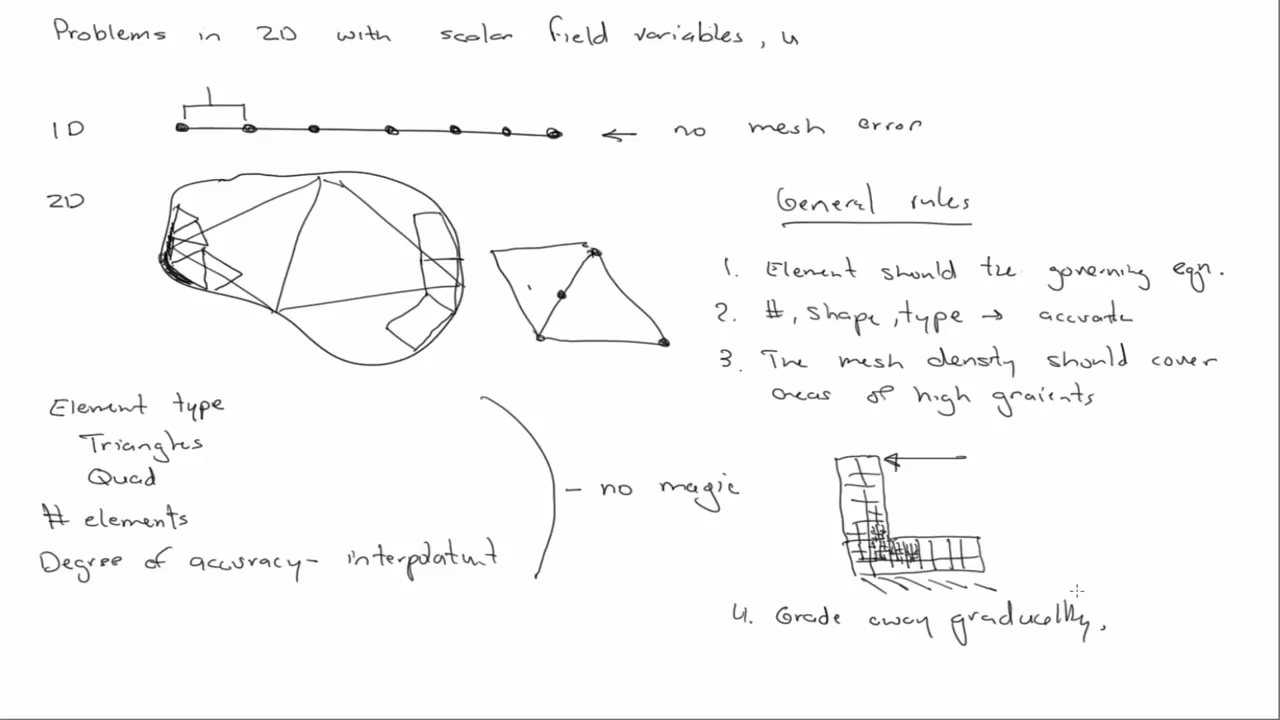 Problems in 2D with scalar field variables, u
1D
← no mesh error
2D
General rules
1. Element should the governing eqn.
2. #, shape, type → accurate
3. The mesh density should cover
areas of high graients
Element type
Triangles
Quad
# elements
Degree of accuracy - interpolation
- no magic
4. Grade away gradually,